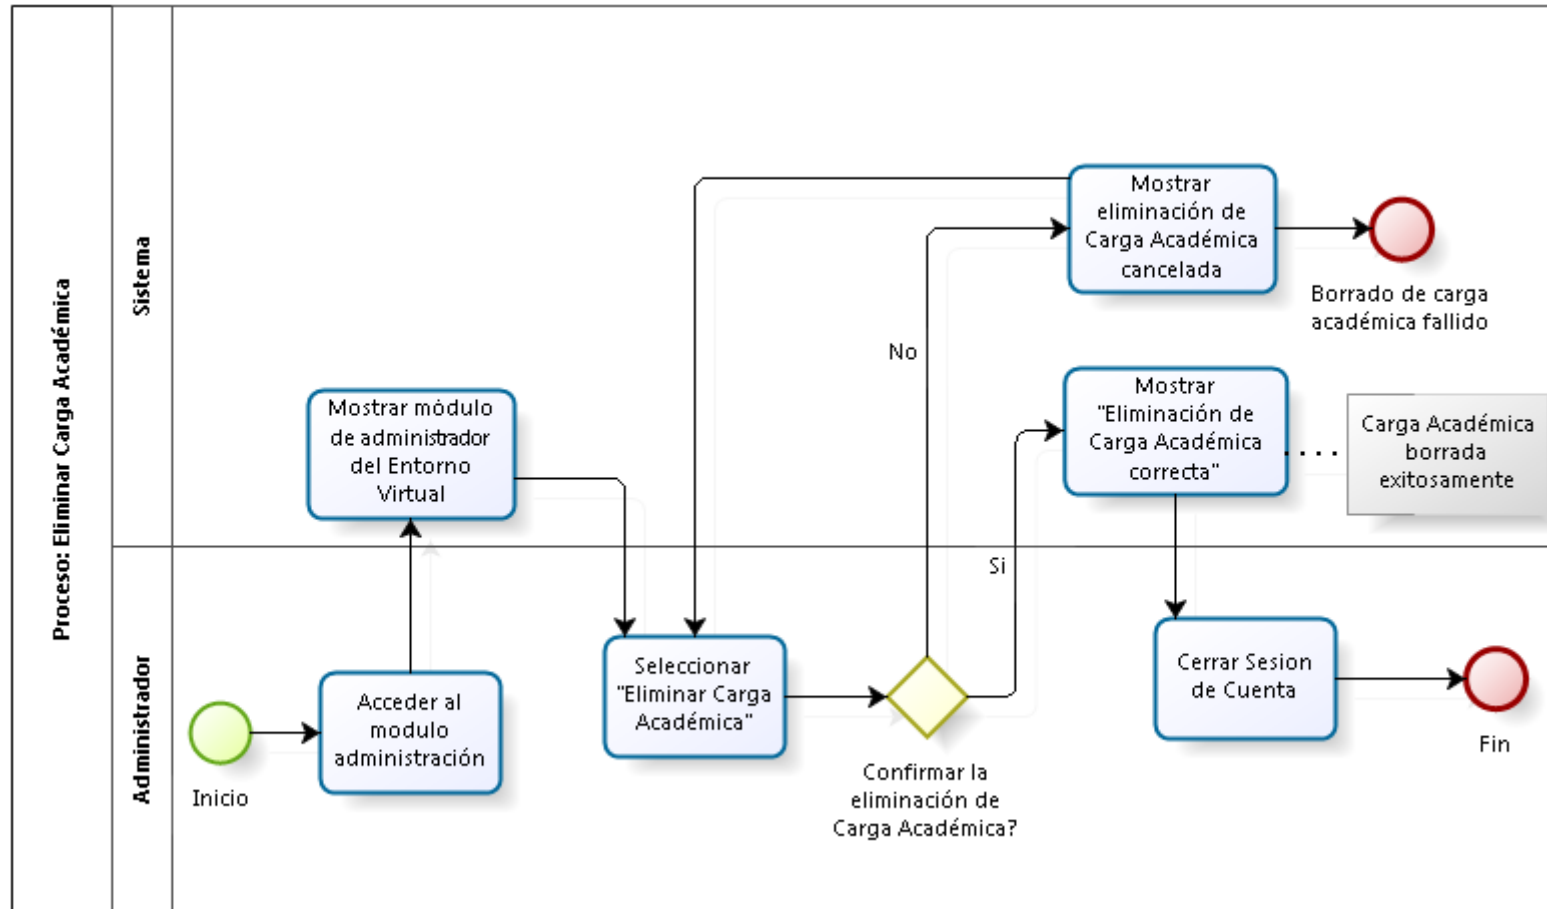 Proceso: Eliminar Carga Académica
Sistema
Mostrar
eliminación de
Carga Académica
cancelada
Borrado de carga
académica fallido
No
Mostrar módulo
de administrador
del Entorno
Virtual
Mostrar
"Eliminación de
Carga Académica
correcta"
Carga Académica
borrada
exitosamente
Si
Administrador
Inicio
Acceder al
modulo
administración
Seleccionar
"Eliminar Carga
Académica"
Confirmar la
eliminación de
Carga Académica?
Cerrar Sesion
de Cuenta
Fin